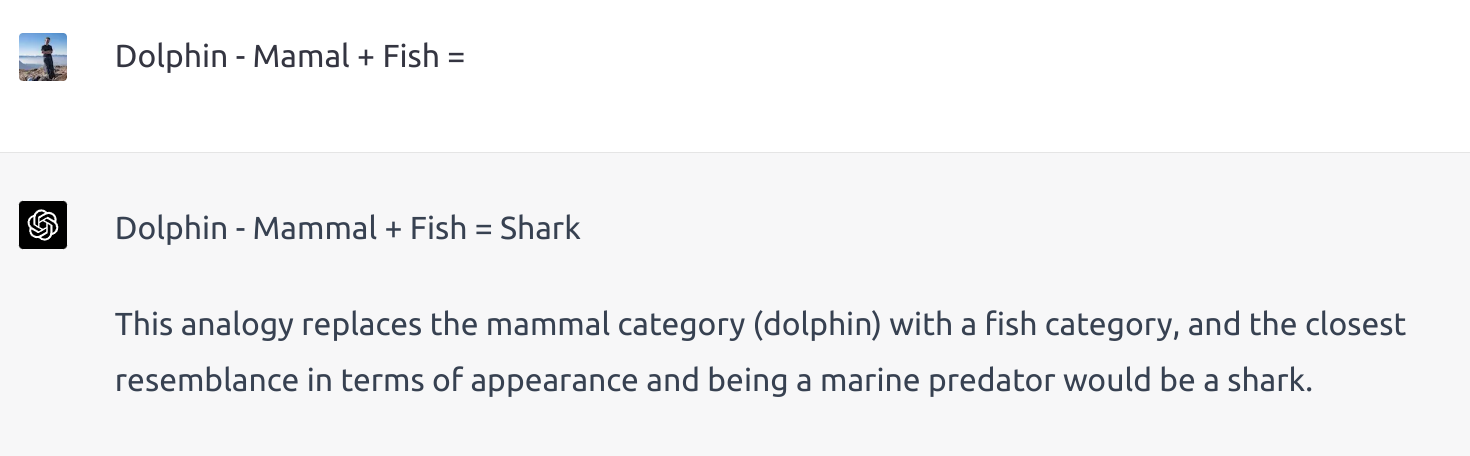 Dolphin - Mamal + Fish =
Dolphin - Mammal + Fish = Shark
This analogy replaces the mammal category (dolphin) with a fish category, and the closest
resemblance in terms of appearance and being a marine predator would be a shark.